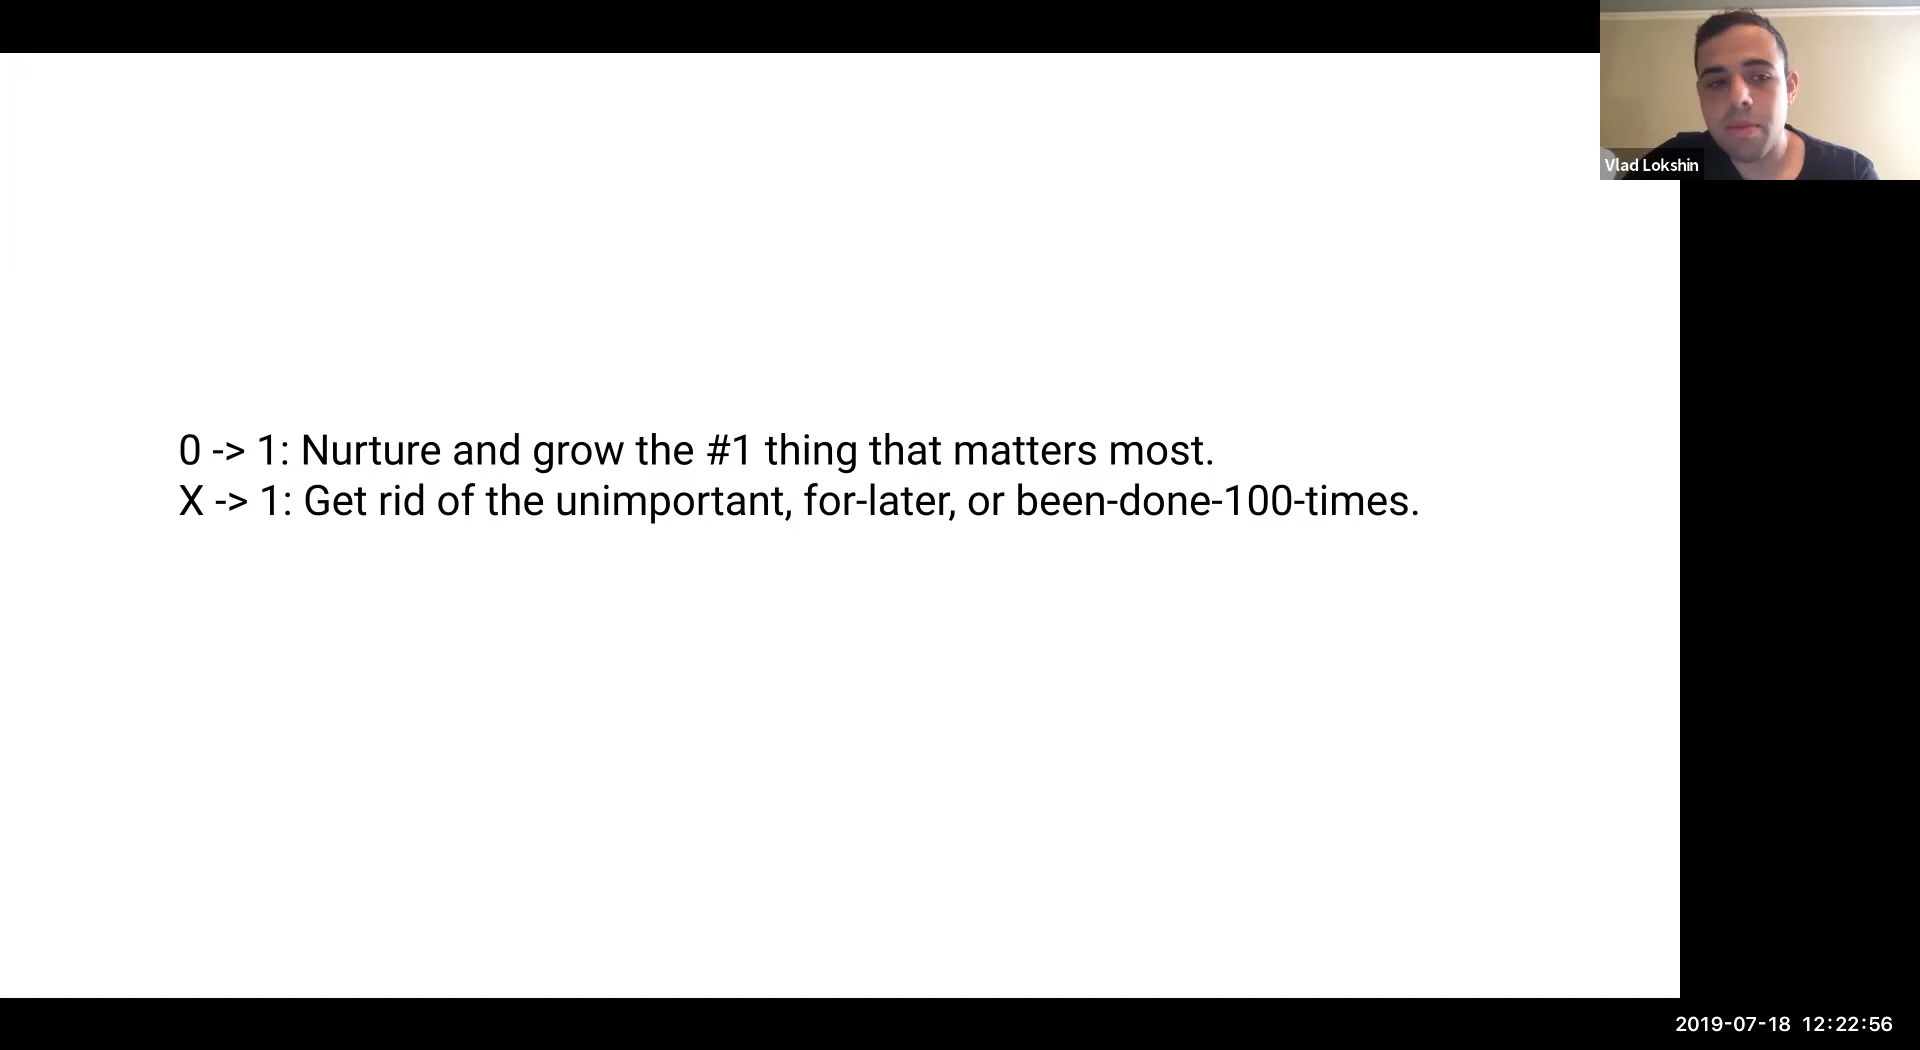 Vlad Lokshin
0 -> 1: Nurture and grow the #1 thing that matters most.
X -> 1: Get rid of the unimportant, for-later, or been-done-100-times.
2019-07-18 12:22:56